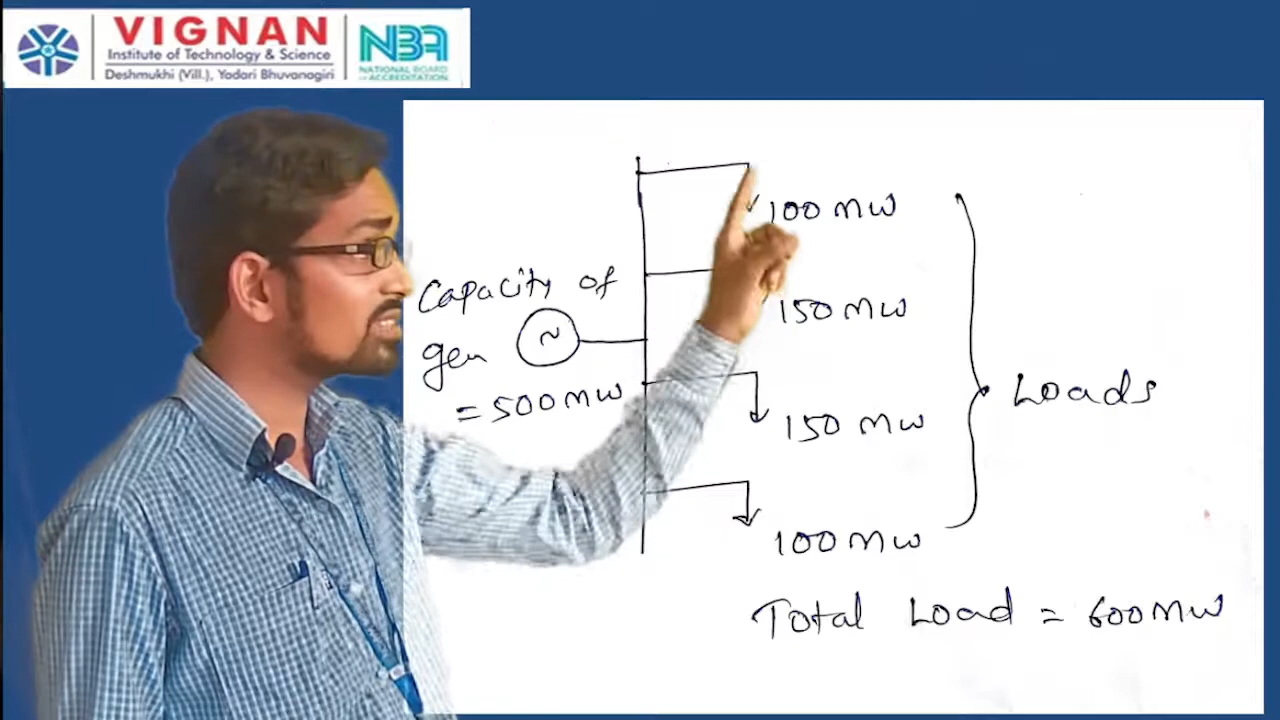 VIGNAN
Institute of Technology & Science
Deshmukhi (Vill.), Yadari Bhuvanagiri
NBA
NATIONAL BOARD
OF ACCREDITATION
100 MW
Capacity of
gen
= 500 MW
~
150 MW
150 MW
Loads
100 MW
Total Load = 600 MW